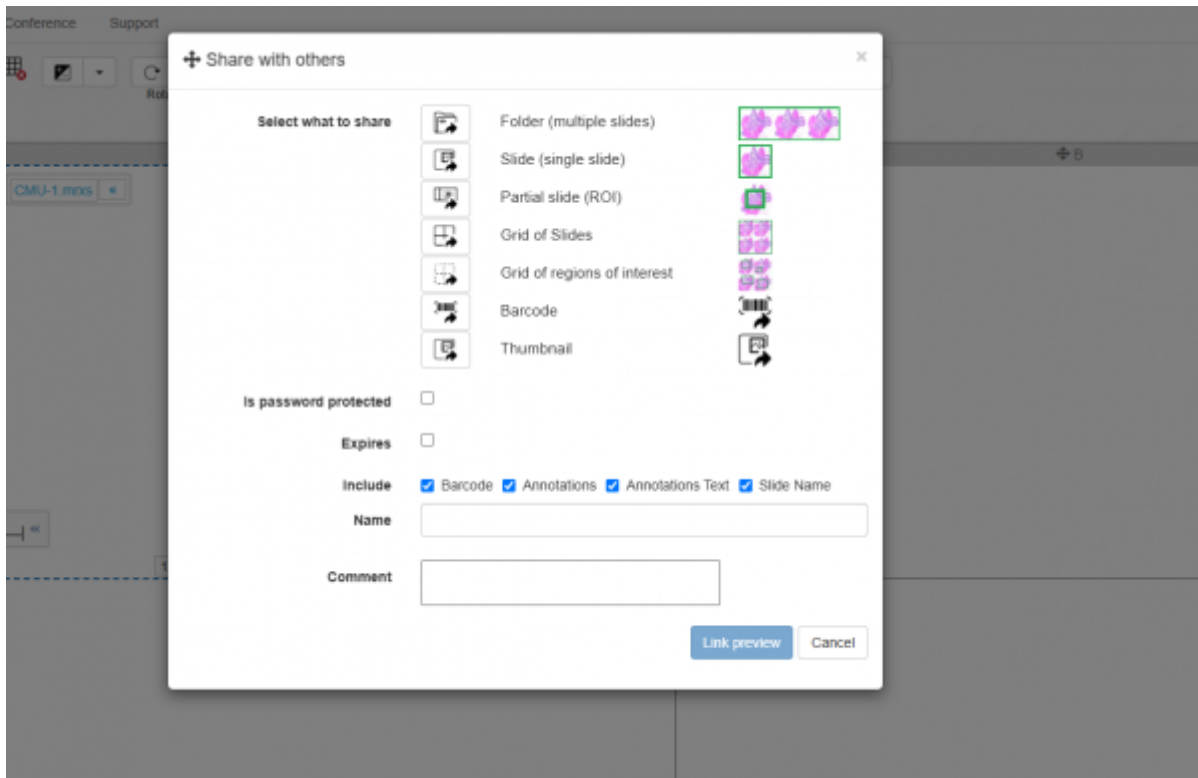 Conference Support
Share with others ×
Select what to share
Folder (multiple slides)
Slide (single slide)
Partial slide (ROI)
Grid of Slides
Grid of regions of interest
Barcode
Thumbnail
Is password protected
Expires
Include Barcode Annotations Annotations Text Slide Name
Name
Comment
Link preview Cancel
B
CMU-1 mrxs